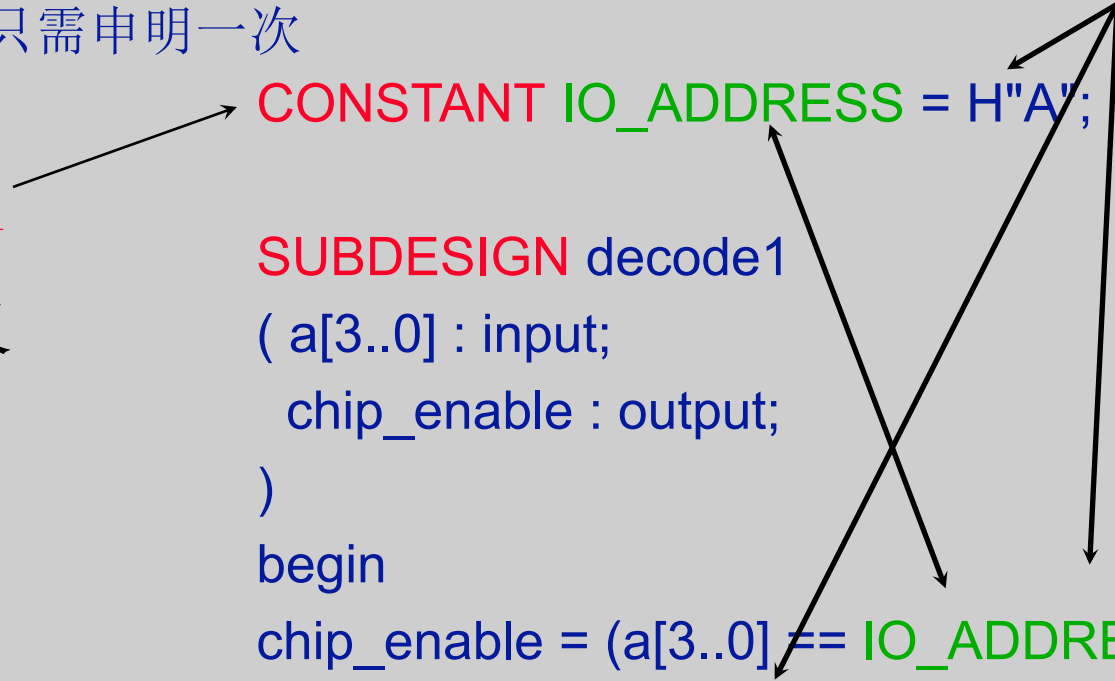 只需申明一次
CONSTANT IO_ADDRESS = H"A";
SUBDESIGN decode1
( a[3..0] : input;
chip_enable : output;
)
begin
chip_enable = (a[3..0] == IO_ADDRE